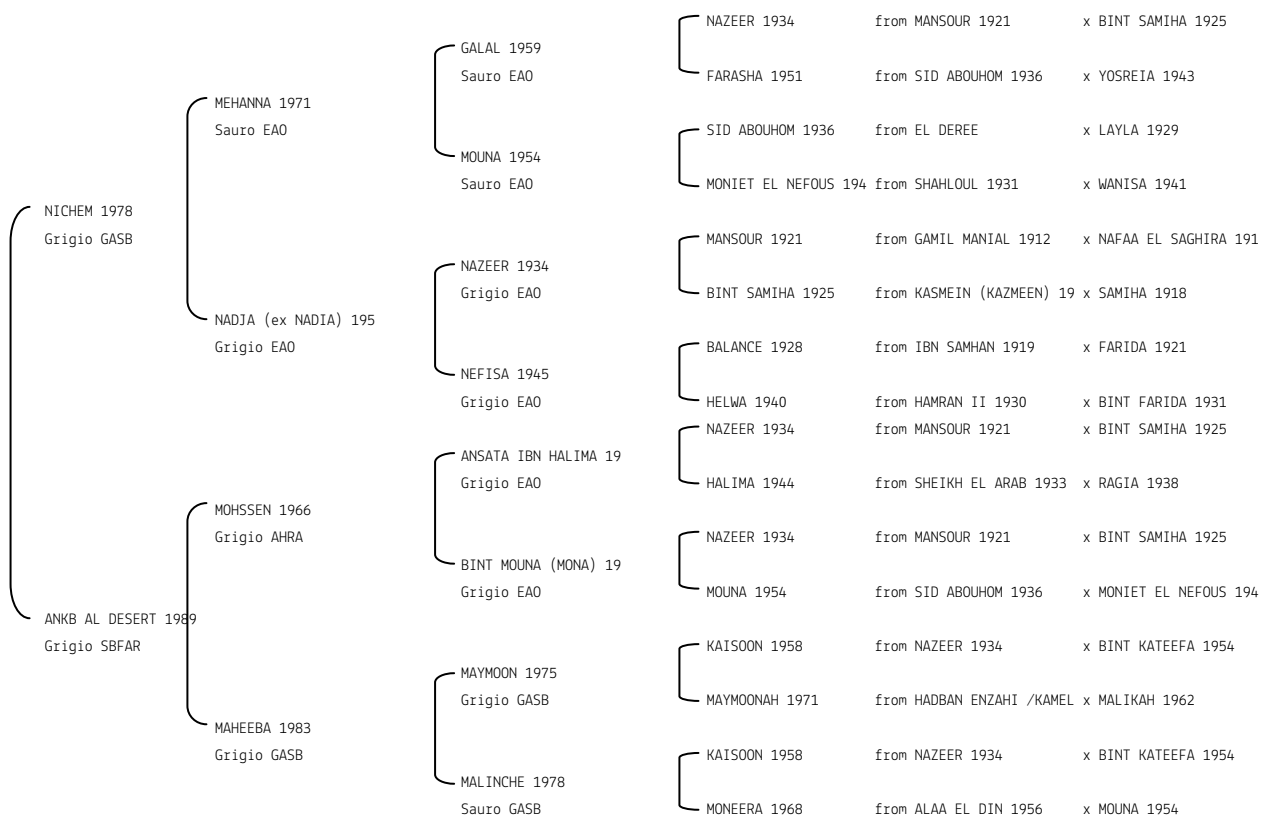 NAZEER 1934 from MANSOUR 1921 x BINT SAMIHA 1925
GALAL 1959
Sauro EAO FARASHA 1951 from SID ABOUHOM 1936 x YOSREIA 1943
MEHANNA 1971
Sauro EAO SID ABOUHOM 1936 from EL DEREE x LAYLA 1929
MOUNA 1954
Sauro EAO MONIET EL NEFOUS 194 from SHAHLOUL 1931 x WANISA 1941
NICHEM 1978
Grigio GASB MANSOUR 1921 from GAMIL MANIAL 1912 x NAFAA EL SAGHIRA 191
NAZEER 1934
Grigio EAO BINT SAMIHA 1925 from KASMEIN (KAZMEEN) 19 x SAMIHA 1918
NADJA (ex NADIA) 195
Grigio EAO BALANCE 1928 from IBN SAMHAN 1919 x FARIDA 1921
NEFISA 1945
Grigio EAO HELWA 1940 from HAMRAN II 1930 x BINT FARIDA 1931
NAZEER 1934 from MANSOUR 1921 x BINT SAMIHA 1925
ANSATA IBN HALIMA 19
Grigio EAO HALIMA 1944 from SHEIKH EL ARAB 1933 x RAGIA 1938
MOHSSEN 1966
Grigio AHRA NAZEER 1934 from MANSOUR 1921 x BINT SAMIHA 1925
BINT MOUNA (MONA) 19
Grigio EAO MOUNA 1954 from SID ABOUHOM 1936 x MONIET EL NEFOUS 194
ANKB AL DESERT 1989
Grigio SBFAR KAISOON 1958 from NAZEER 1934 x BINT KATEEFA 1954
MAYMOON 1975
Grigio GASB MAYMOONAH 1971 from HADBAN ENZAHI /KAMEL x MALIKAH 1962
MAHEEBA 1983
Grigio GASB KAISOON 1958 from NAZEER 1934 x BINT KATEEFA 1954
MALINCHE 1978
Sauro GASB MONEERA 1968 from ALAA EL DIN 1956 x MOUNA 1954